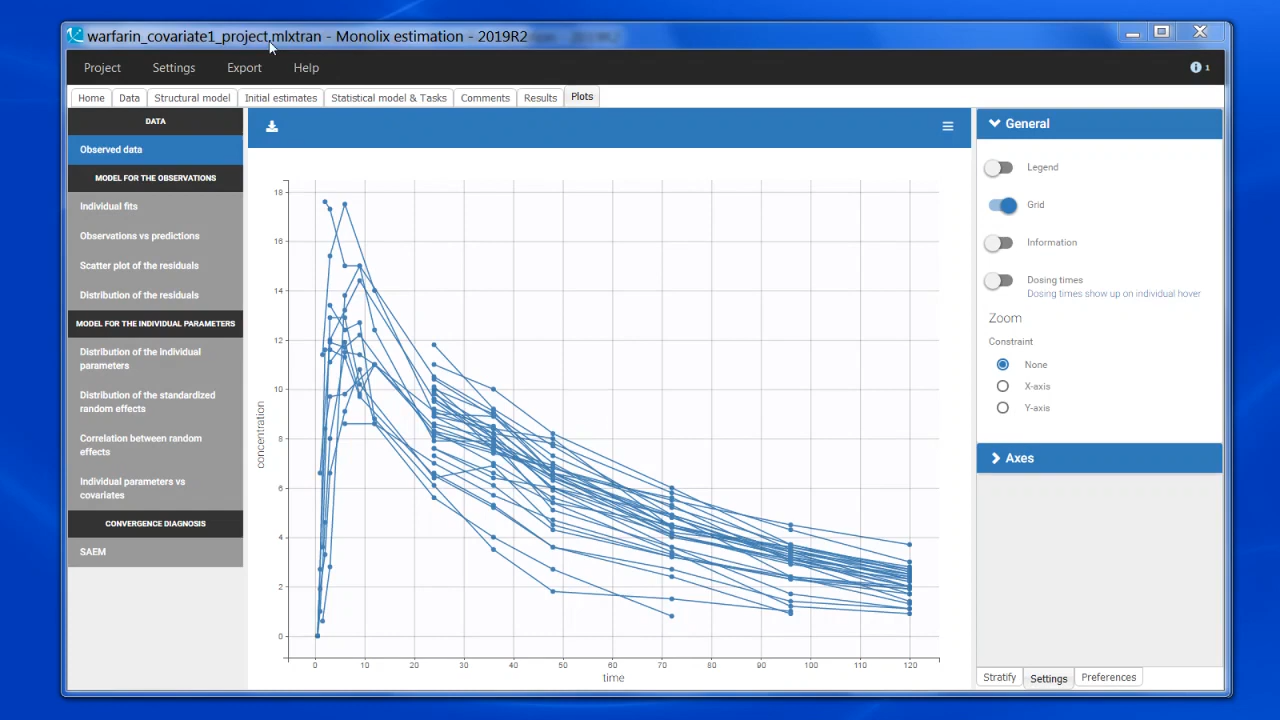 warfarin_covariate1_project.mlxtran - Monolix estimation - 2019R2
Project Settings Export Help 1
Home Data Structural model Initial estimates Statistical model & Tasks Comments Results Plots
DATA
Observed data
MODEL FOR THE OBSERVATIONS
Individual fits
Observations vs predictions
Scatter plot of the residuals
Distribution of the residuals
MODEL FOR THE INDIVIDUAL PARAMETERS
Distribution of the individual
parameters
Distribution of the standardized
random effects
Correlation between random
effects
Individual parameters vs
covariates
CONVERGENCE DIAGNOSIS
SAEM
18
16
14
12
10
8
6
4
2
0
concentration
0 10 20 30 40 50 60 70 80 90 100 110 120
time
General
Legend
Grid
Information
Dosing times
Dosing times show up on individual hover
Zoom
Constraint
None
X-axis
Y-axis
Axes
Stratify Settings Preferences